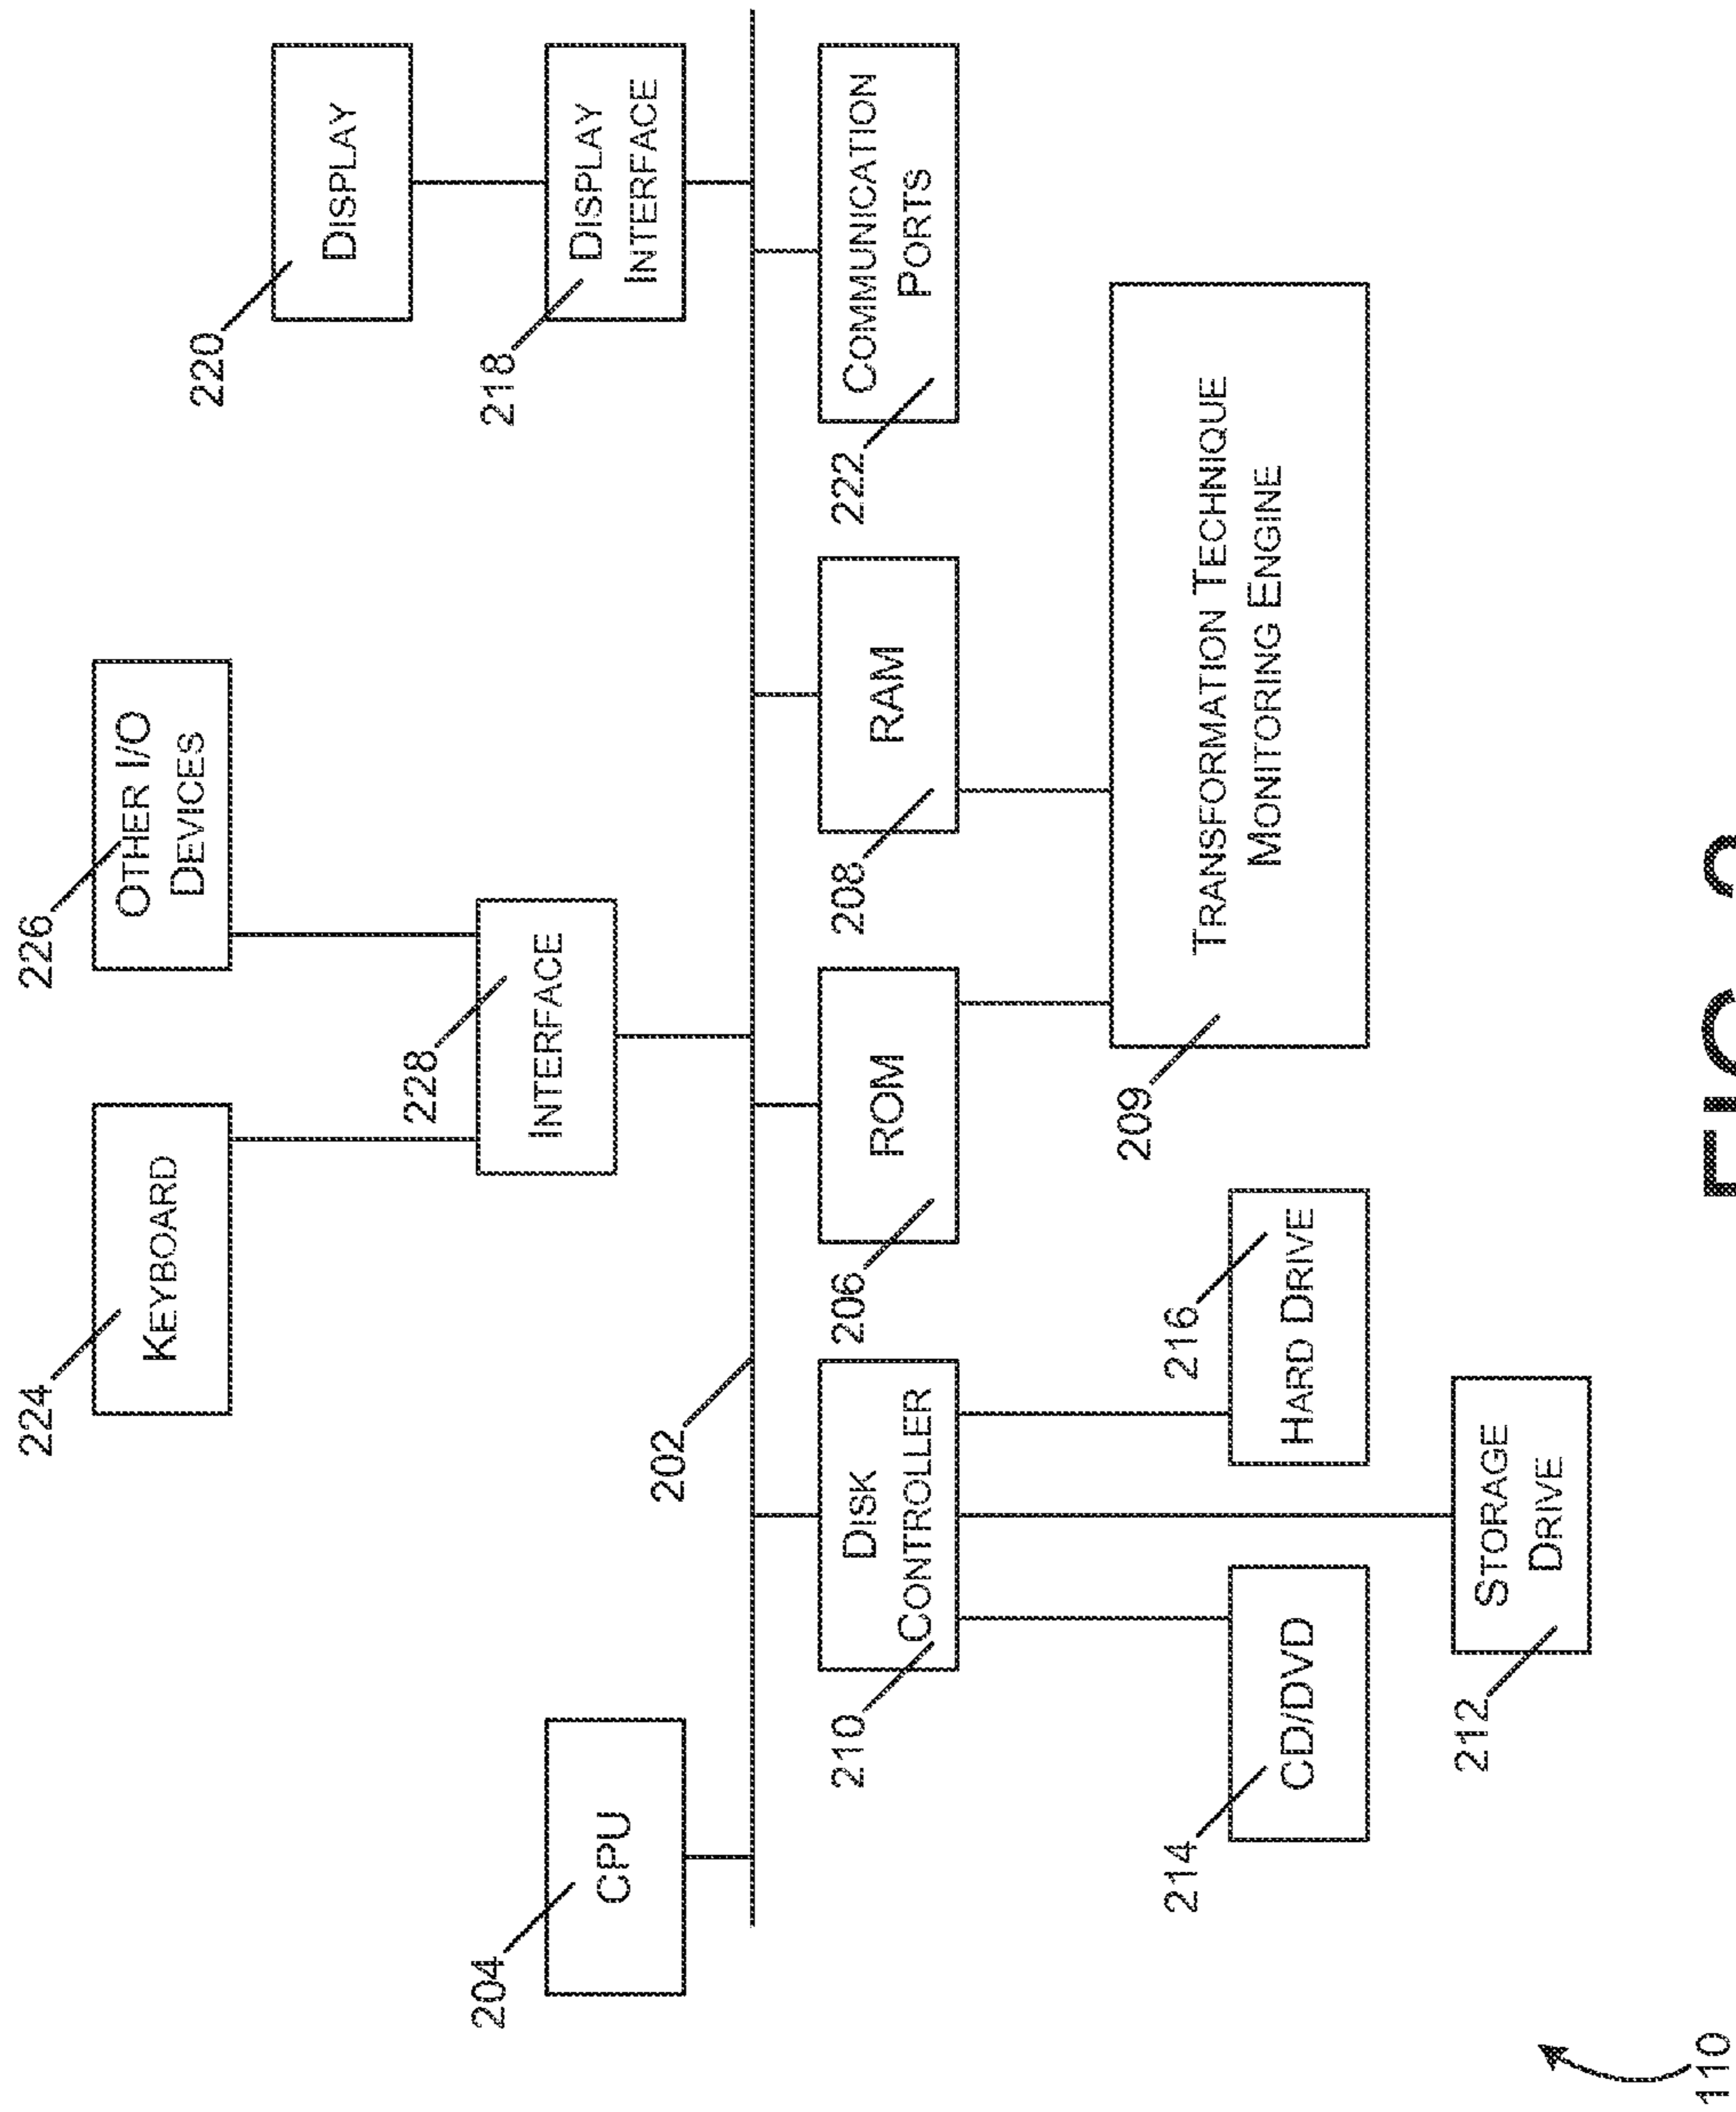 224
KEYBOARD
226
OTHER I/O
DEVICES
220
DISPLAY
228
INTERFACE
204
CPU
218
DISPLAY
INTERFACE
202
210
DISK
CONTROLLER
206
ROM
208
RAM
222
COMMUNICATION
PORTS
214
CD/DVD
216
HARD DRIVE
209
TRANSFORMATION TECHNIQUE
MONITORING ENGINE
212
STORAGE
DRIVE
110